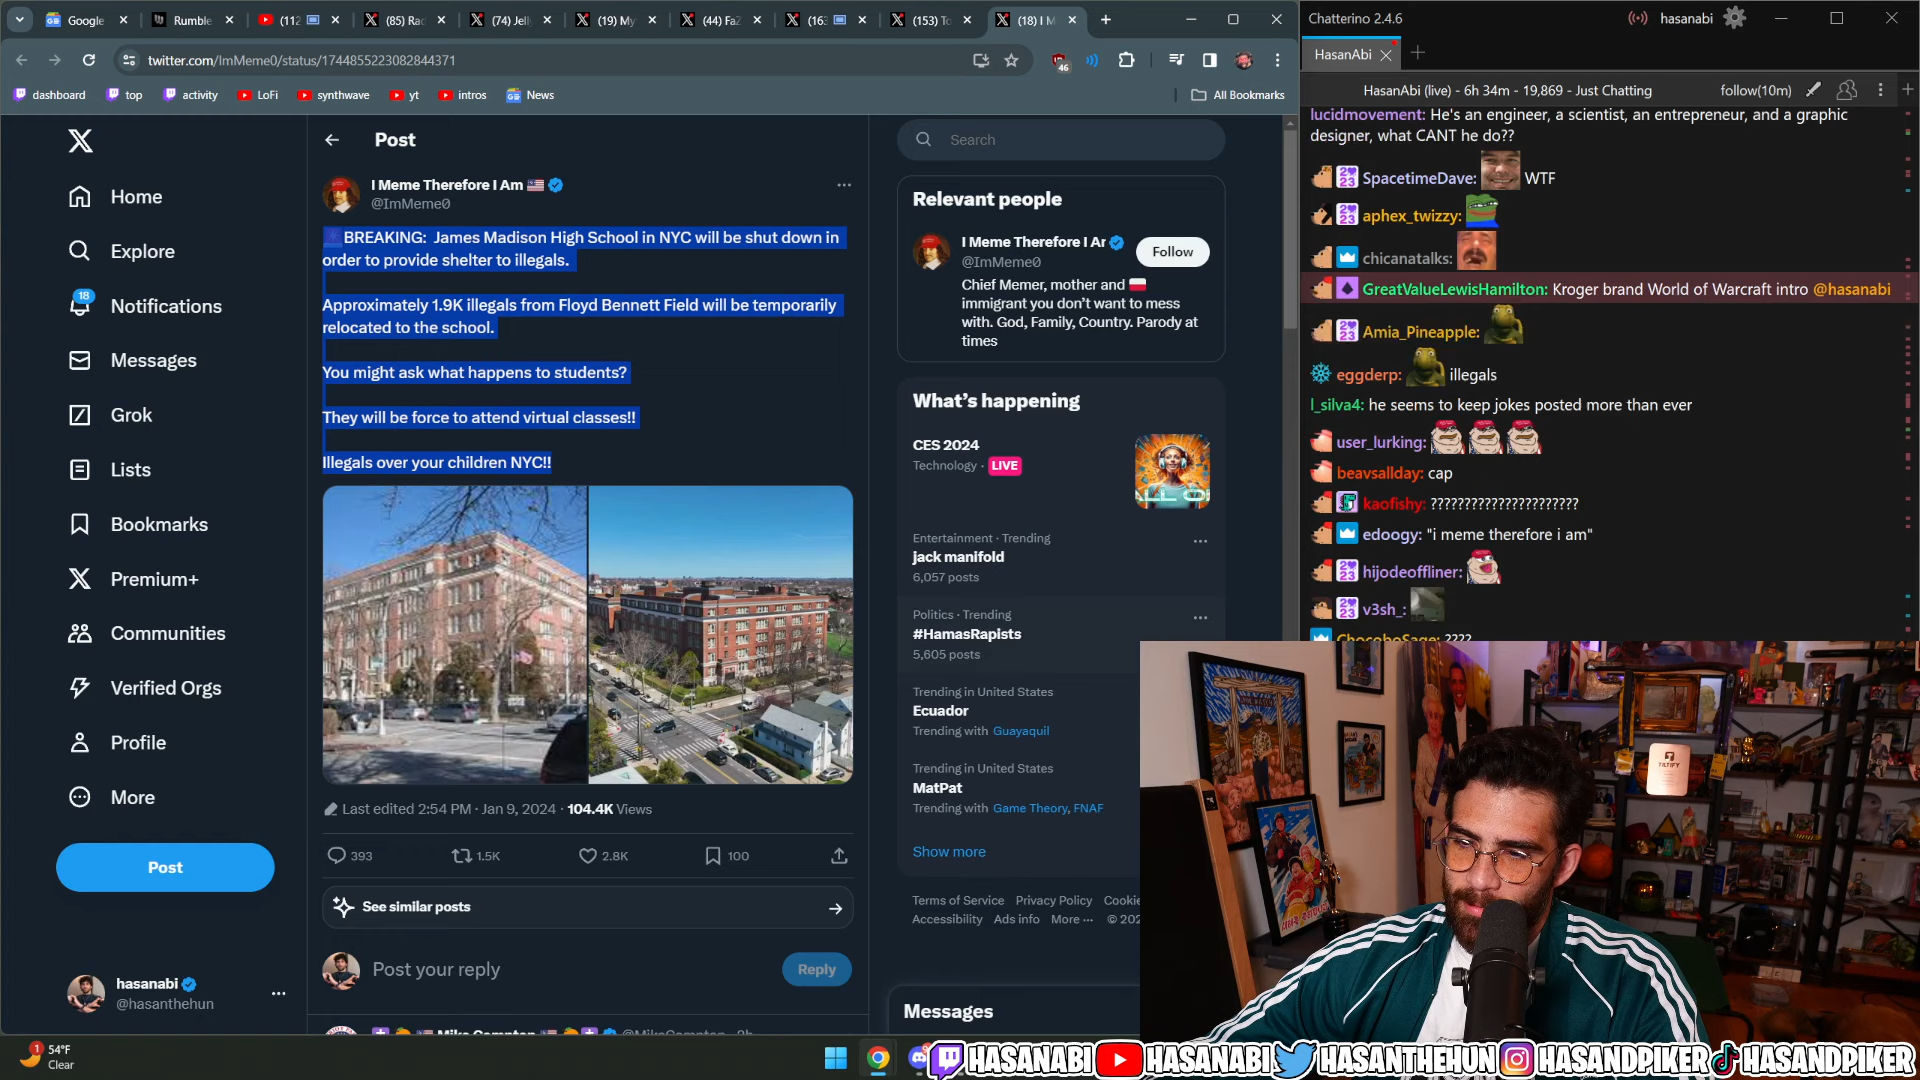 Google
Rumble
(112
(85) Rac
(74) Jell
(19) My
(44) FaZ
(163
(153) To
(18) I M
twitter.com/ImMeme0/status/1744855223082844371
46
dashboard
top
activity
LoFi
synthwave
yt
intros
News
All Bookmarks
Home
Explore
18
Notifications
Messages
Grok
Lists
Bookmarks
Premium+
Communities
Verified Orgs
Profile
More
Post
hasanabi
@hasanthehun
Post
I Meme Therefore I Am
@ImMeme0
BREAKING: James Madison High School in NYC will be shut down in
order to provide shelter to illegals.
Approximately 1.9K illegals from Floyd Bennett Field will be temporarily
relocated to the school.
You might ask what happens to students?
They will be force to attend virtual classes!!
Illegals over your children NYC!!
Last edited 2:54 PM · Jan 9, 2024 · 104.4K Views
393
1.5K
2.8K
100
See similar posts
Post your reply
Reply
Mike Compton
@MikeCompton
Search
Relevant people
I Meme Therefore I Ar
@ImMeme0
Follow
Chief Memer, mother and
immigrant you don't want to mess
with. God, Family, Country. Parody at
times
What's happening
CES 2024
Technology · LIVE
Entertainment · Trending
jack manifold
6,057 posts
Politics · Trending
#HamasRapists
5,605 posts
Trending in United States
Ecuador
Trending with Guayaquil
Trending in United States
MatPat
Trending with Game Theory, FNAF
Show more
Terms of Service Privacy Policy Cookie
Accessibility Ads info More ··· © 202
Messages
Chatterino 2.4.6
hasanabi
HasanAbi
HasanAbi (live) - 6h 34m - 19,869 - Just Chatting
follow(10m)
lucidmovement: He's an engineer, a scientist, an entrepreneur, and a graphic
designer, what CANT he do??
SpacetimeDave: WTF
aphex_twizzy:
chicanatalks:
GreatValueLewisHamilton: Kroger brand World of Warcraft intro @hasanabi
Amia_Pineapple:
eggderp: illegals
l_silva4: he seems to keep jokes posted more than ever
user_lurking:
beavsallday: cap
kaofishy: ??????????????????????
edoogy: "i meme therefore i am"
hijodeoffliner:
v3sh_:
ChocoboSage: ????
TILTIFY
1
54°F
Clear
HASANABI
HASANABI
HASANTHEHUN
HASANDPIKER
HASANDPIKER